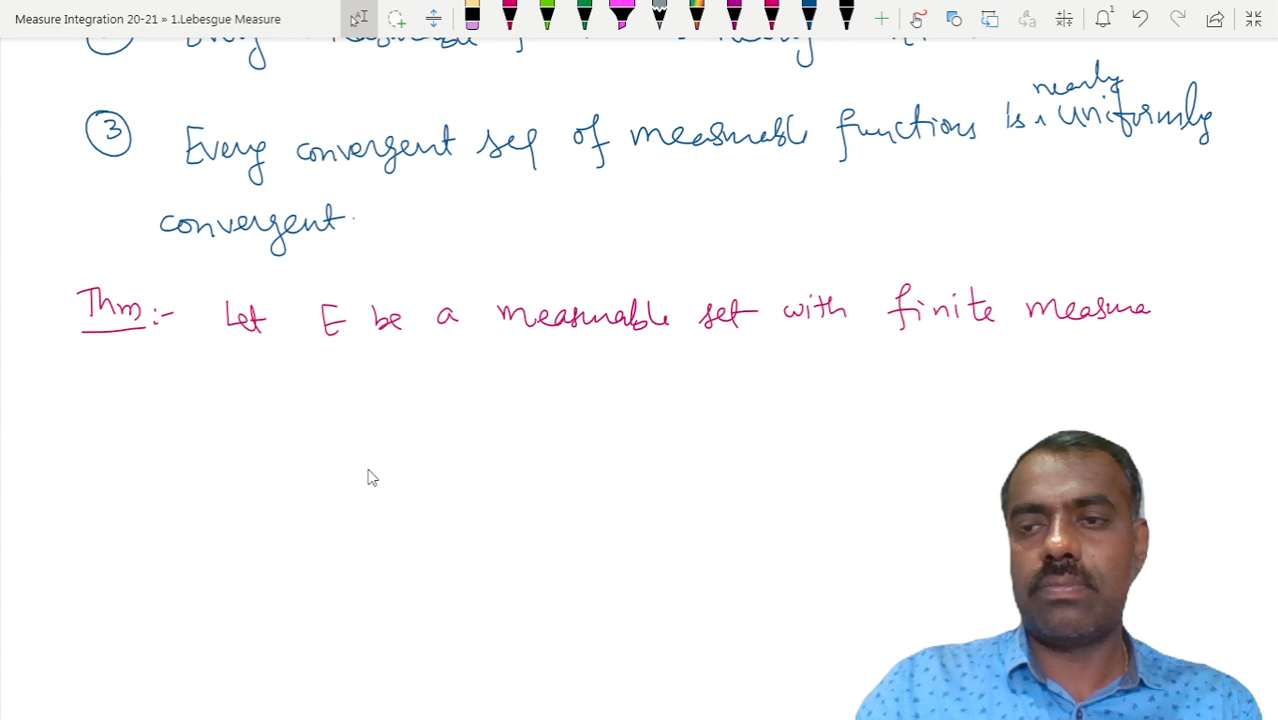 Measure Integration 20-21 » 1.Lebesgue Measure
Every
nearly
③ Every convergent seq of measurable functions is uniformly
convergent.
Thm:- Let E be a measurable set with finite measure